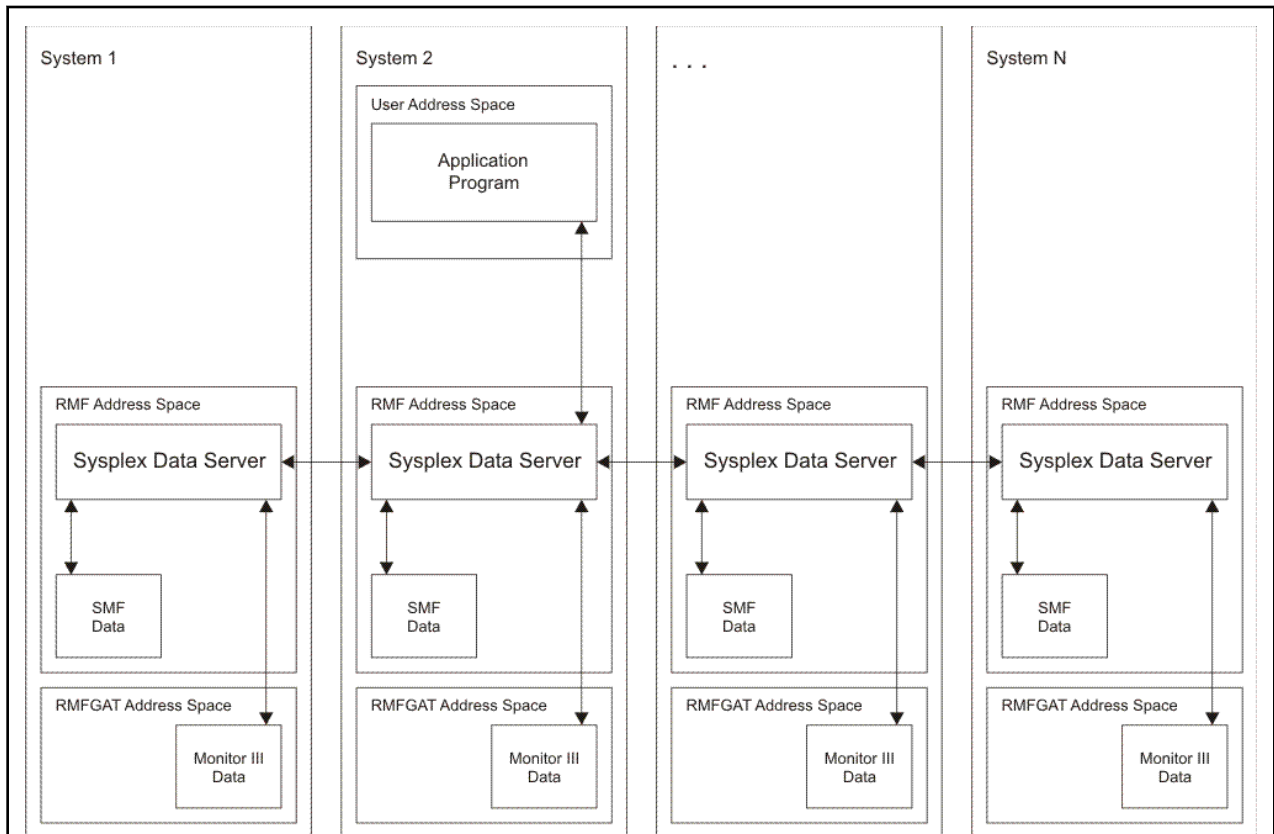 System 1
System 2
. . .
System N
User Address Space
Application
Program
RMF Address Space
RMF Address Space
RMF Address Space
RMF Address Space
Sysplex Data Server
Sysplex Data Server
Sysplex Data Server
Sysplex Data Server
SMF
Data
SMF
Data
SMF
Data
SMF
Data
RMFGAT Address Space
RMFGAT Address Space
RMFGAT Address Space
RMFGAT Address Space
Monitor III
Data
Monitor III
Data
Monitor III
Data
Monitor III
Data